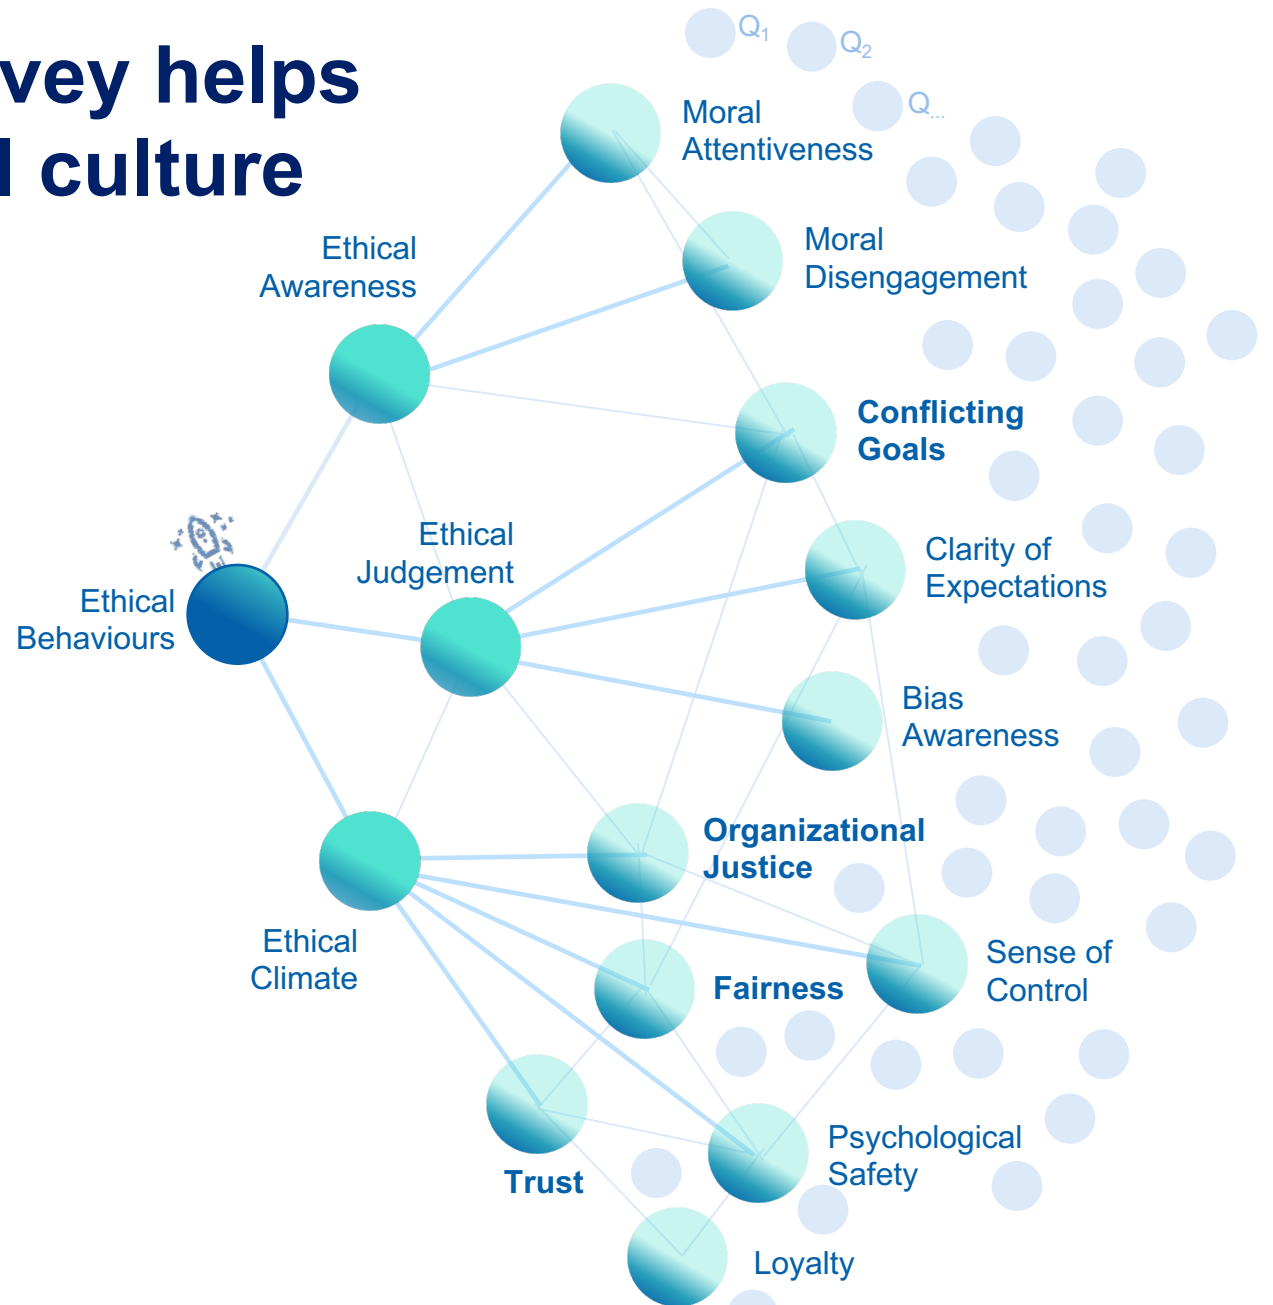 vey helps
l culture
Q1
Q2
Q...
Moral
Attentiveness
Ethical
Awareness
Moral
Disengagement
Conflicting
Goals
Ethical
Judgement
Clarity of
Expectations
Ethical
Behaviours
Bias
Awareness
Organizational
Justice
Ethical
Climate
Sense of
Control
Fairness
Psychological
Safety
Trust
Loyalty